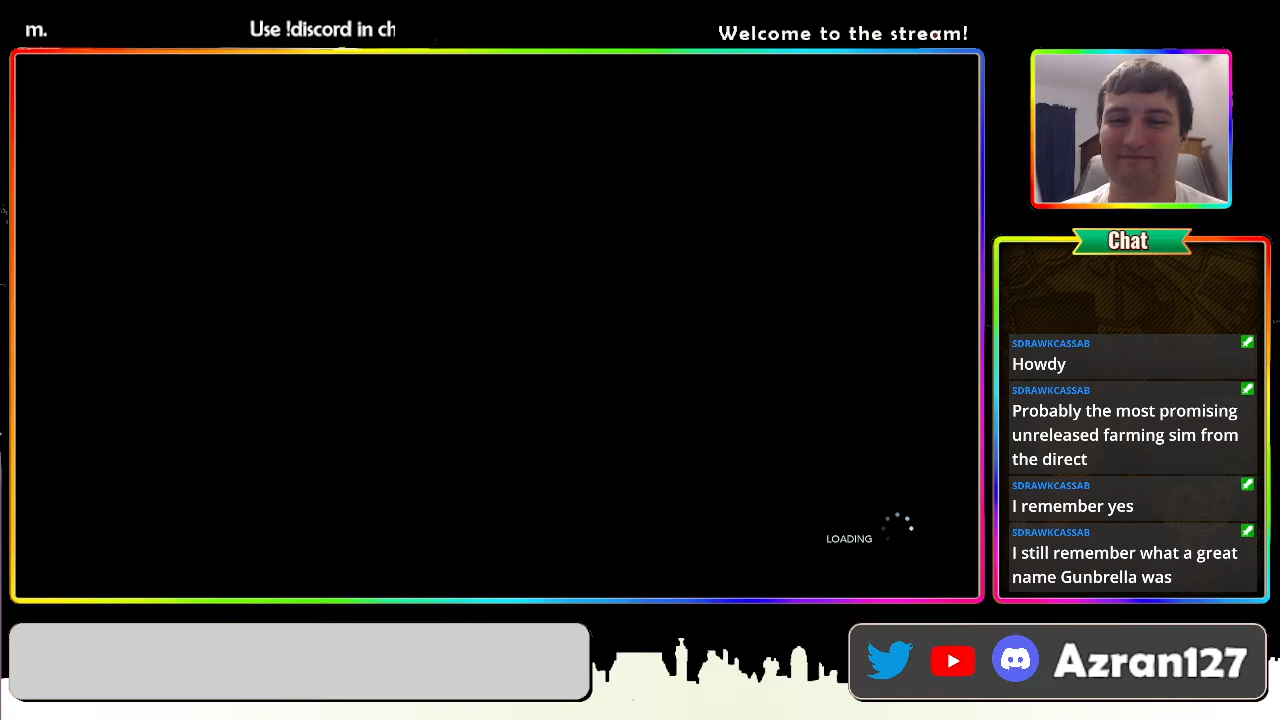 m.
Use !discord in ch
Welcome to the stream!
Chat
SDRAWKCASSAB
Howdy
SDRAWKCASSAB
Probably the most promising
unreleased farming sim from
the direct
SDRAWKCASSAB
I remember yes
SDRAWKCASSAB
I still remember what a great
name Gunbrella was
LOADING
Azran127